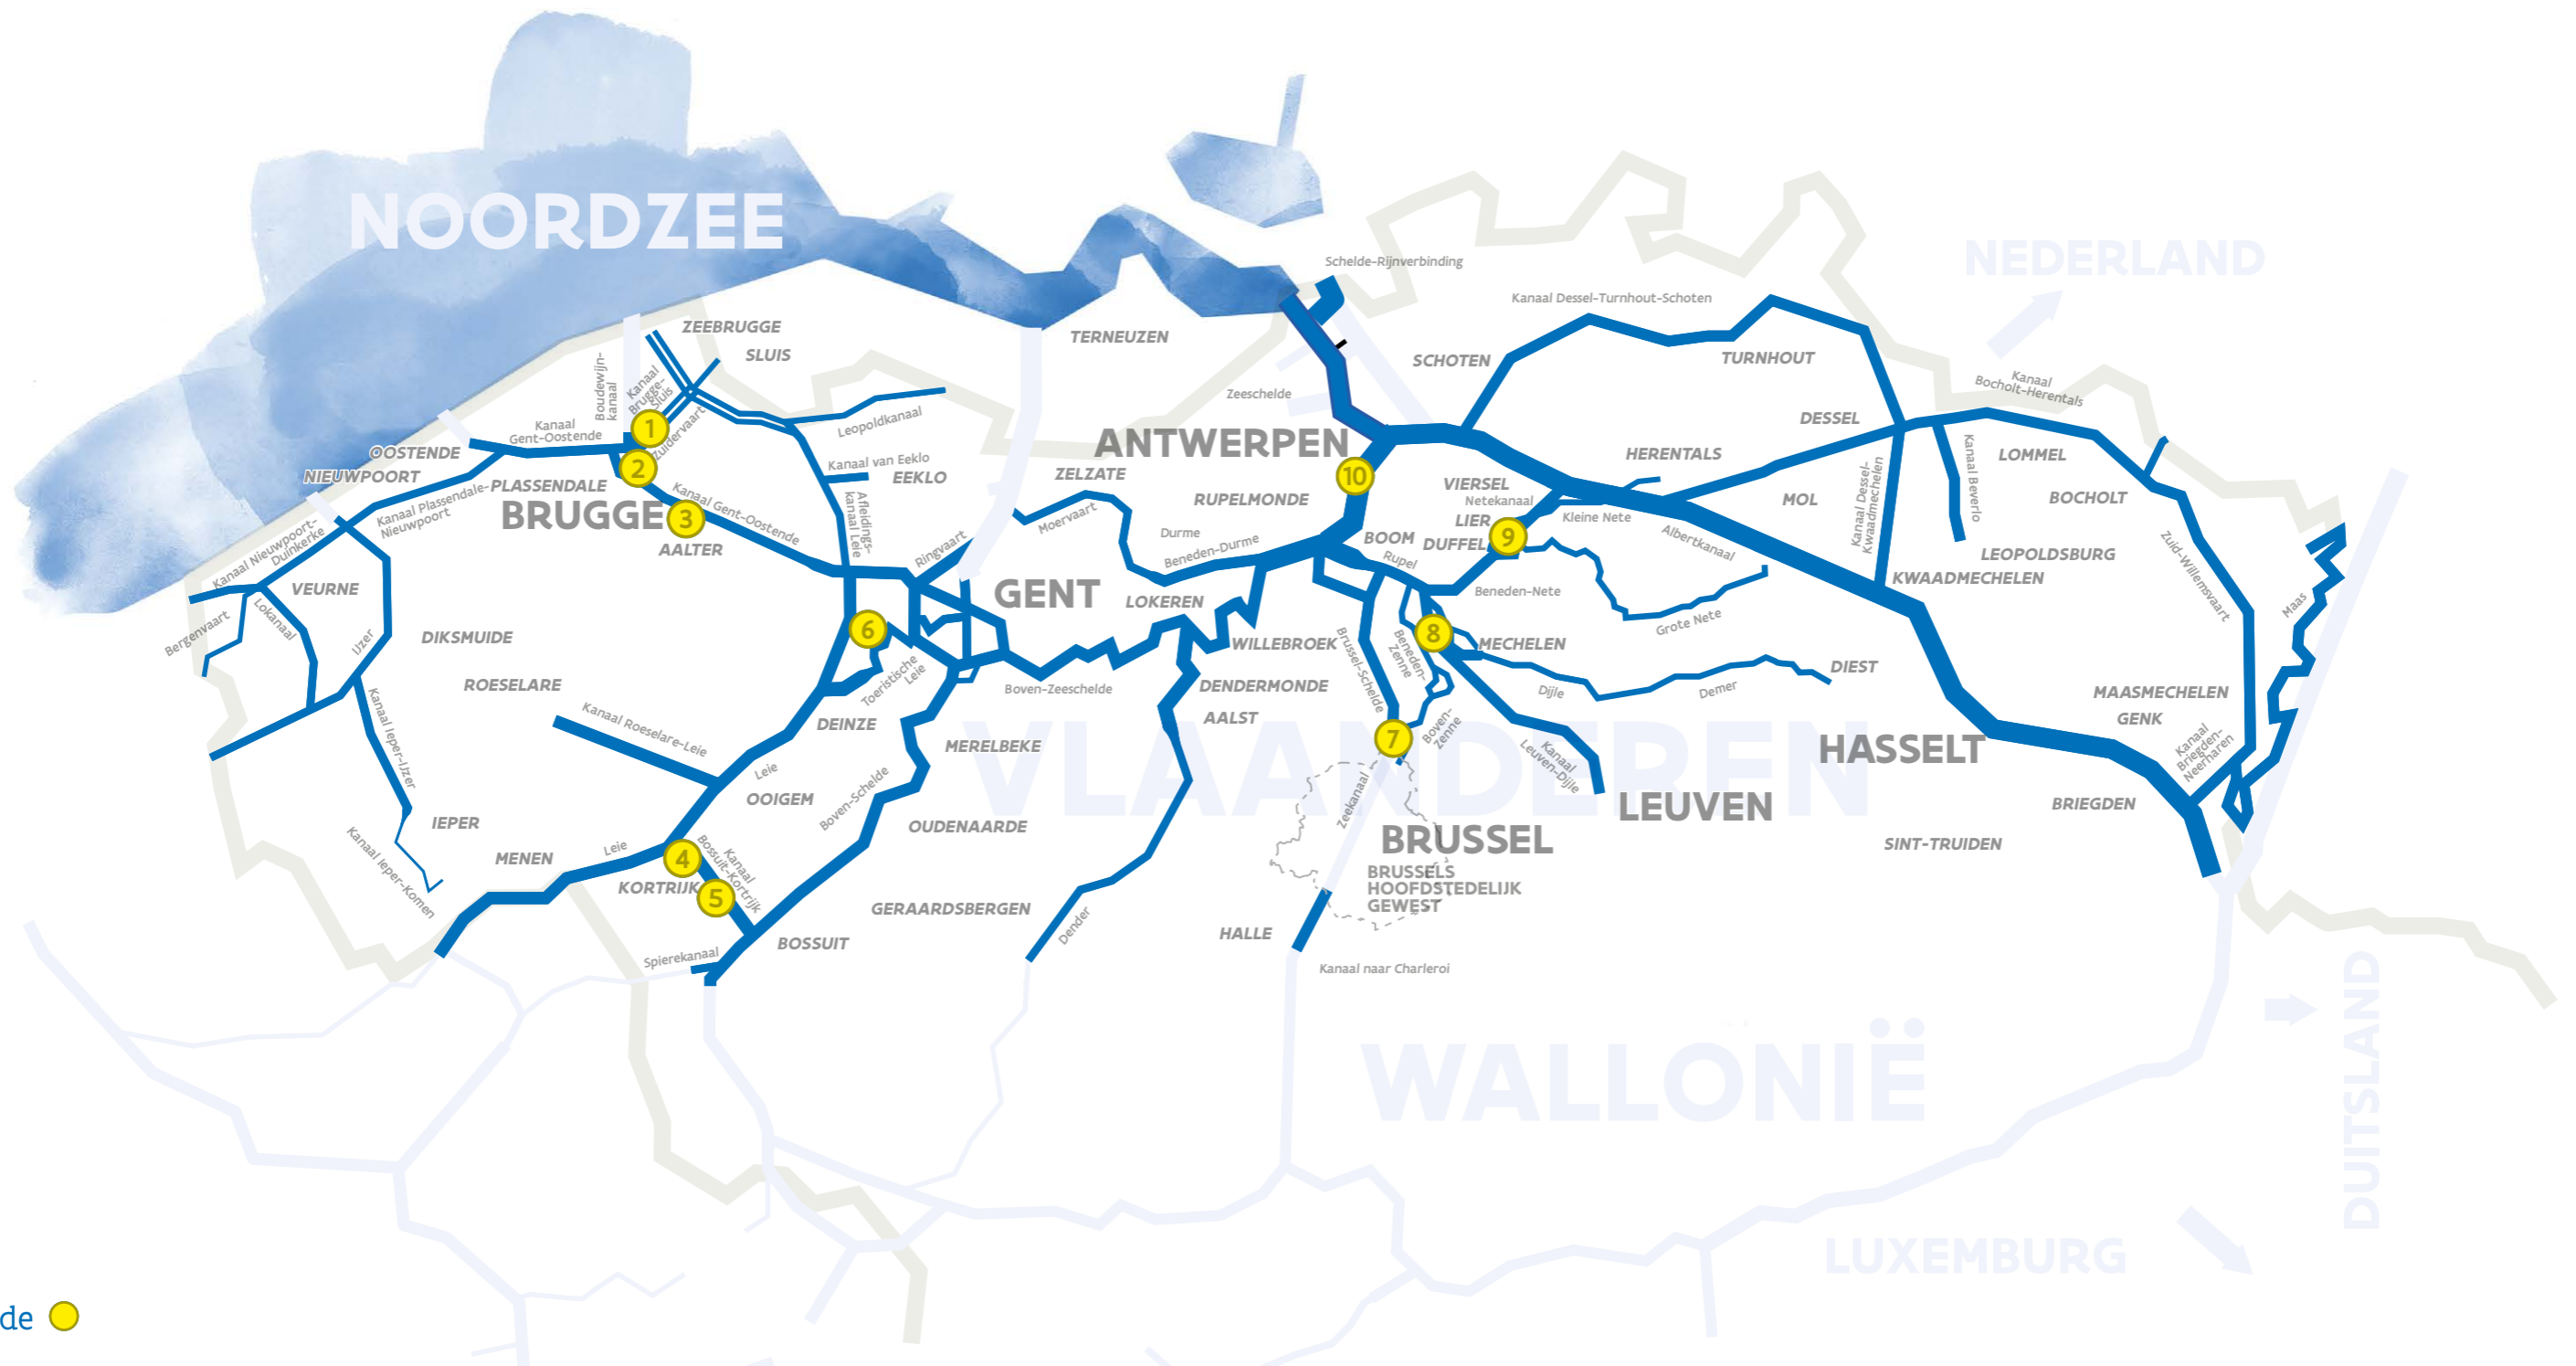 NOORDZEE
NEDERLAND
Schelde-Rijnverbinding
Kanaal Dessel-Turnhout-Schoten
ZEEBRUGGE
SLUIS
TERNEUZEN
SCHOTEN
TURNHOUT
Boudewijn-
kanaal
Kanaal
Brugge-
Sluis
Zeeschelde
Kanaal
Bocholt-Herentals
Leopoldkanaal
Kanaal
Gent-Oostende
1
Zuidervaart
DESSEL
OOSTENDE
ANTWERPEN
HERENTALS
LOMMEL
NIEUWPOORT
2
Kanaal van Eeklo
EEKLO
ZELZATE
10
VIERSEL
Kanaal Dessel-
Kwaadmechelen
Kanaal Beverlo
PLASSENDALE
RUPELMONDE
Netekanaal
MOL
BOCHOLT
Kanaal Plassendale-
Nieuwpoort
BRUGGE
3
Kanaal Gent-Oostende
Afleidings-
kanaal Leie
Moervaart
LIER
Kleine Nete
Kanaal Nieuwpoort-
Duinkerke
AALTER
Ringvaart
Durme
Beneden-Durme
BOOM
DUFFEL
9
Albertkanaal
LEOPOLDSBURG
Rupel
KWAADMECHELEN
Zuid-Willemsvaart
VEURNE
GENT
LOKEREN
Beneden-Nete
Maas
Bergenvaart
Lokanaal
IJzer
DIKSMUIDE
6
Grote Nete
WILLEBROEK
8
MECHELEN
Brussel-Schelde
Beneden-
Zenne
DIEST
ROESELARE
Toeristische
Leie
Boven-Zeeschelde
DENDERMONDE
Dijle
Demer
MAASMECHELEN
Kanaal Ieper-IJzer
Kanaal Roeselare-Leie
DEINZE
AALST
GENK
MERELBEKE
7
Boven-
Zenne
VLAANDEREN
HASSELT
Kanaal
Briegden-
Neerharen
Kanaal
Leuven-Dijle
Leie
OOIGEM
Boven-Schelde
Zeekanaal
LEUVEN
BRIEGDEN
IEPER
OUDENAARDE
BRUSSEL
SINT-TRUIDEN
Kanaal Ieper-Komen
MENEN
Leie
4
Kanaal
Bossuit-Kortrijk
BRUSSELS
HOOFDSTEDELIJK
GEWEST
KORTRIJK
5
GERAARDSBERGEN
Dender
HALLE
BOSSUIT
Spierekanaal
Kanaal naar Charleroi
WALLONIË
DUITSLAND
LUXEMBURG
de